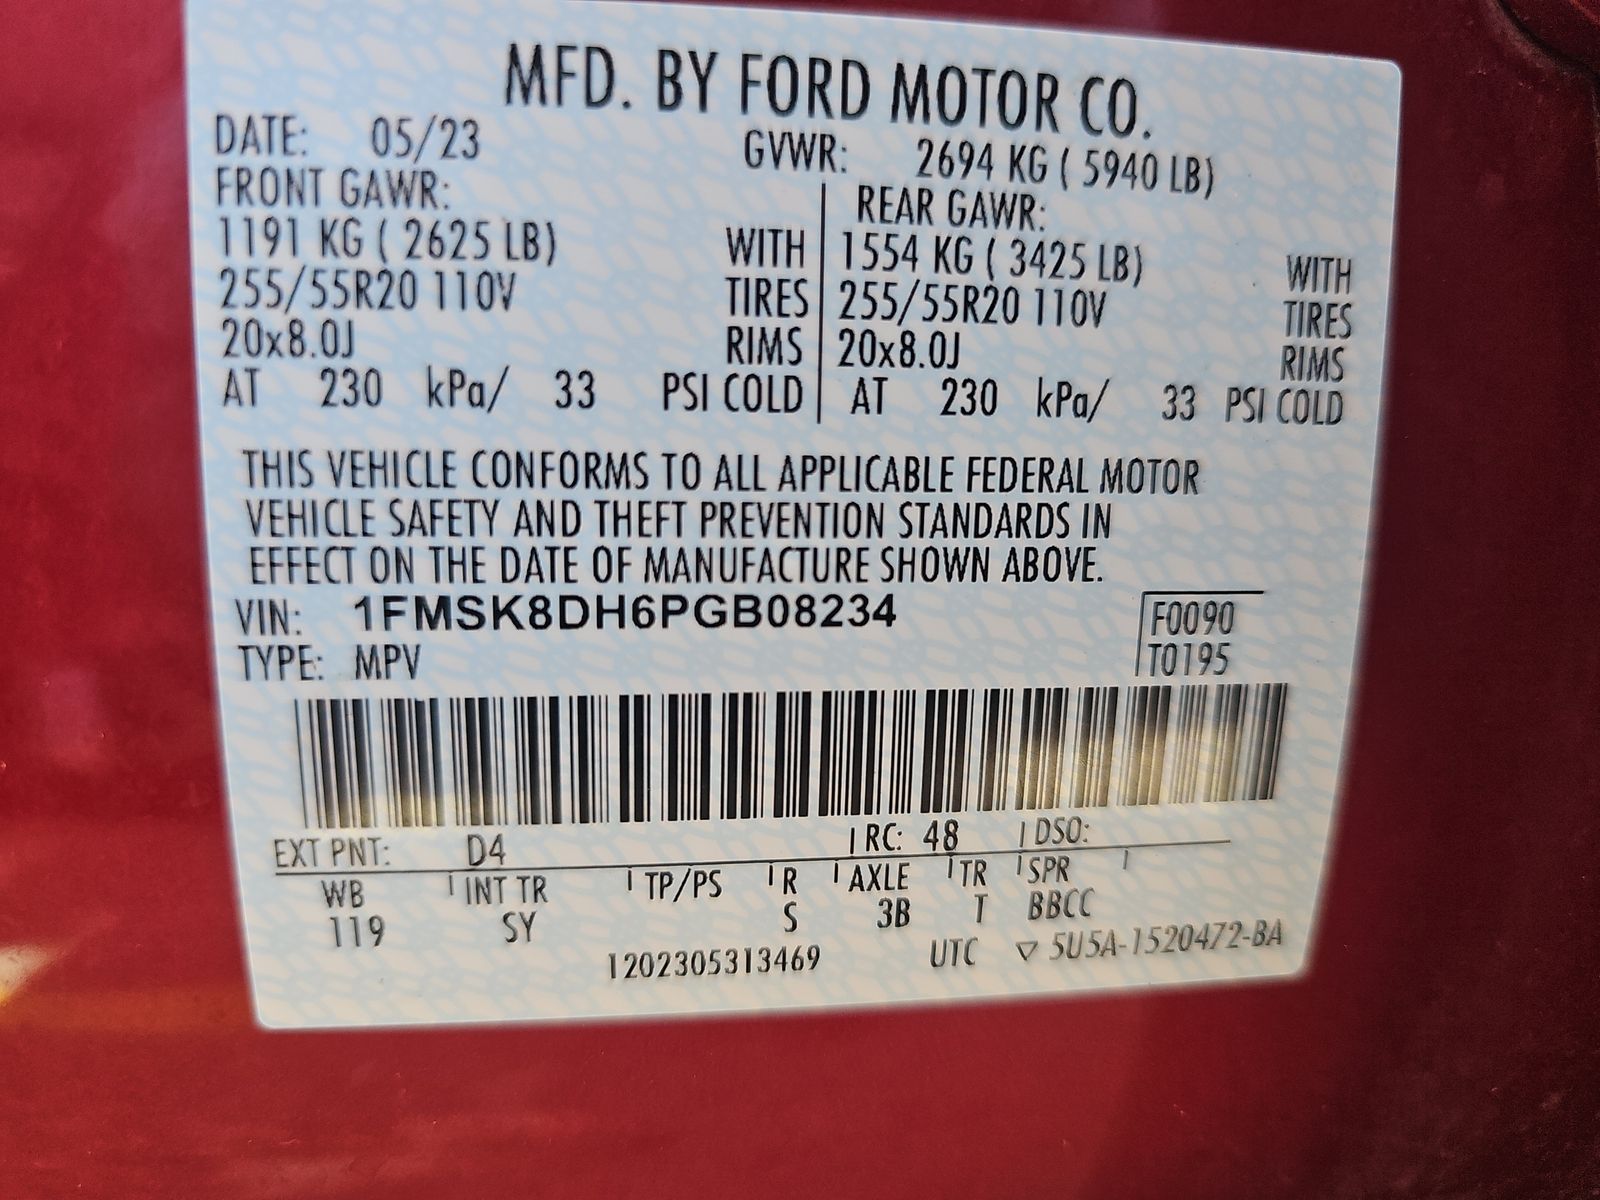 MFD. BY FORD MOTOR CO.
DATE: 05/23 GVWR: 2694 KG ( 5940 LB)
FRONT GAWR: REAR GAWR:
1191 KG ( 2625 LB) WITH 1554 KG ( 3425 LB) WITH
255/55R20 110V TIRES 255/55R20 110V TIRES
20x8.0J RIMS 20x8.0J RIMS
AT 230 kPa/ 33 PSI COLD AT 230 kPa/ 33 PSI COLD
THIS VEHICLE CONFORMS TO ALL APPLICABLE FEDERAL MOTOR
VEHICLE SAFETY AND THEFT PREVENTION STANDARDS IN
EFFECT ON THE DATE OF MANUFACTURE SHOWN ABOVE.
VIN: 1FMSK8DH6PGB08234 F0090
TYPE: MPV T0195
EXT PNT: D4 RC: 48 DSO:
WB INT TR TP/PS R AXLE TR SPR
119 SY S 3B T BBCC
1202305313469 UTC ▽ 5U5A-1520472-BA